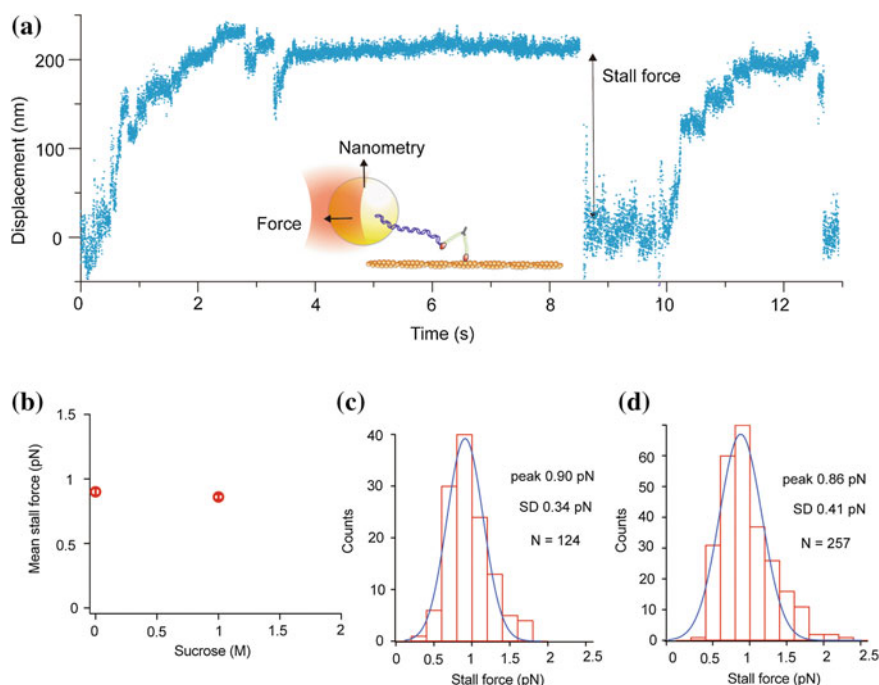 (a)
Displacement (nm)
200
100
0
Stall force
Nanometry
Force
0 2 4 6 8 10 12
Time (s)
(b)
Mean stall force (pN)
1.5
1
0.5
0
0 0.5 1 1.5 2
Sucrose (M)
(c)
Counts
40
30
20
10
0
peak 0.90 pN
SD 0.34 pN
N = 124
0 0.5 1 1.5 2 2.5
Stall force (pN)
(d)
Counts
70
60
50
40
30
20
10
0
peak 0.86 pN
SD 0.41 pN
N = 257
0 0.5 1 1.5 2 2.5
Stall force (pN)